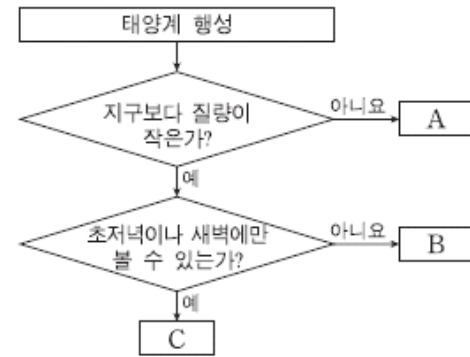 태양계 행성
지구보다 질량이
작은가?
아니요
A
예
초저녁이나 새벽에만
볼 수 있는가?
아니요
B
예
C